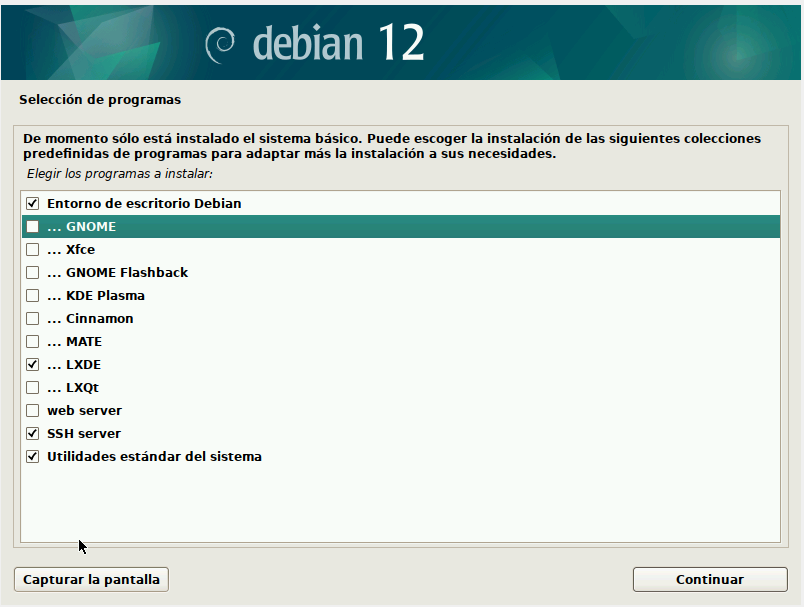 debian 12
Selección de programas
De momento sólo está instalado el sistema básico. Puede escoger la instalación de las siguientes colecciones
predefinidas de programas para adaptar más la instalación a sus necesidades.
Elegir los programas a instalar:
Entorno de escritorio Debian
... GNOME
... Xfce
... GNOME Flashback
... KDE Plasma
... Cinnamon
... MATE
... LXDE
... LXQt
web server
SSH server
Utilidades estándar del sistema
Capturar la pantalla
Continuar